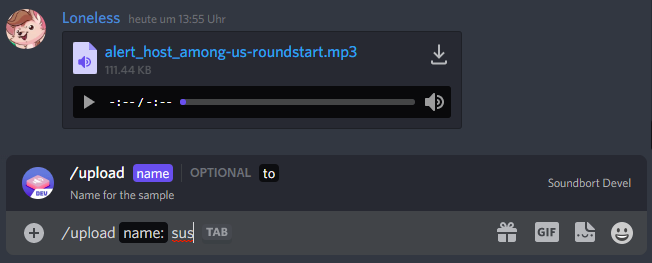 Loneless heute um 13:55 Uhr
alert_host_among-us-roundstart.mp3
111.44 KB
-:-- / -:--
/upload name OPTIONAL to
Name for the sample
Soundbort Devel
DEV
/upload name: sus TAB
GIF